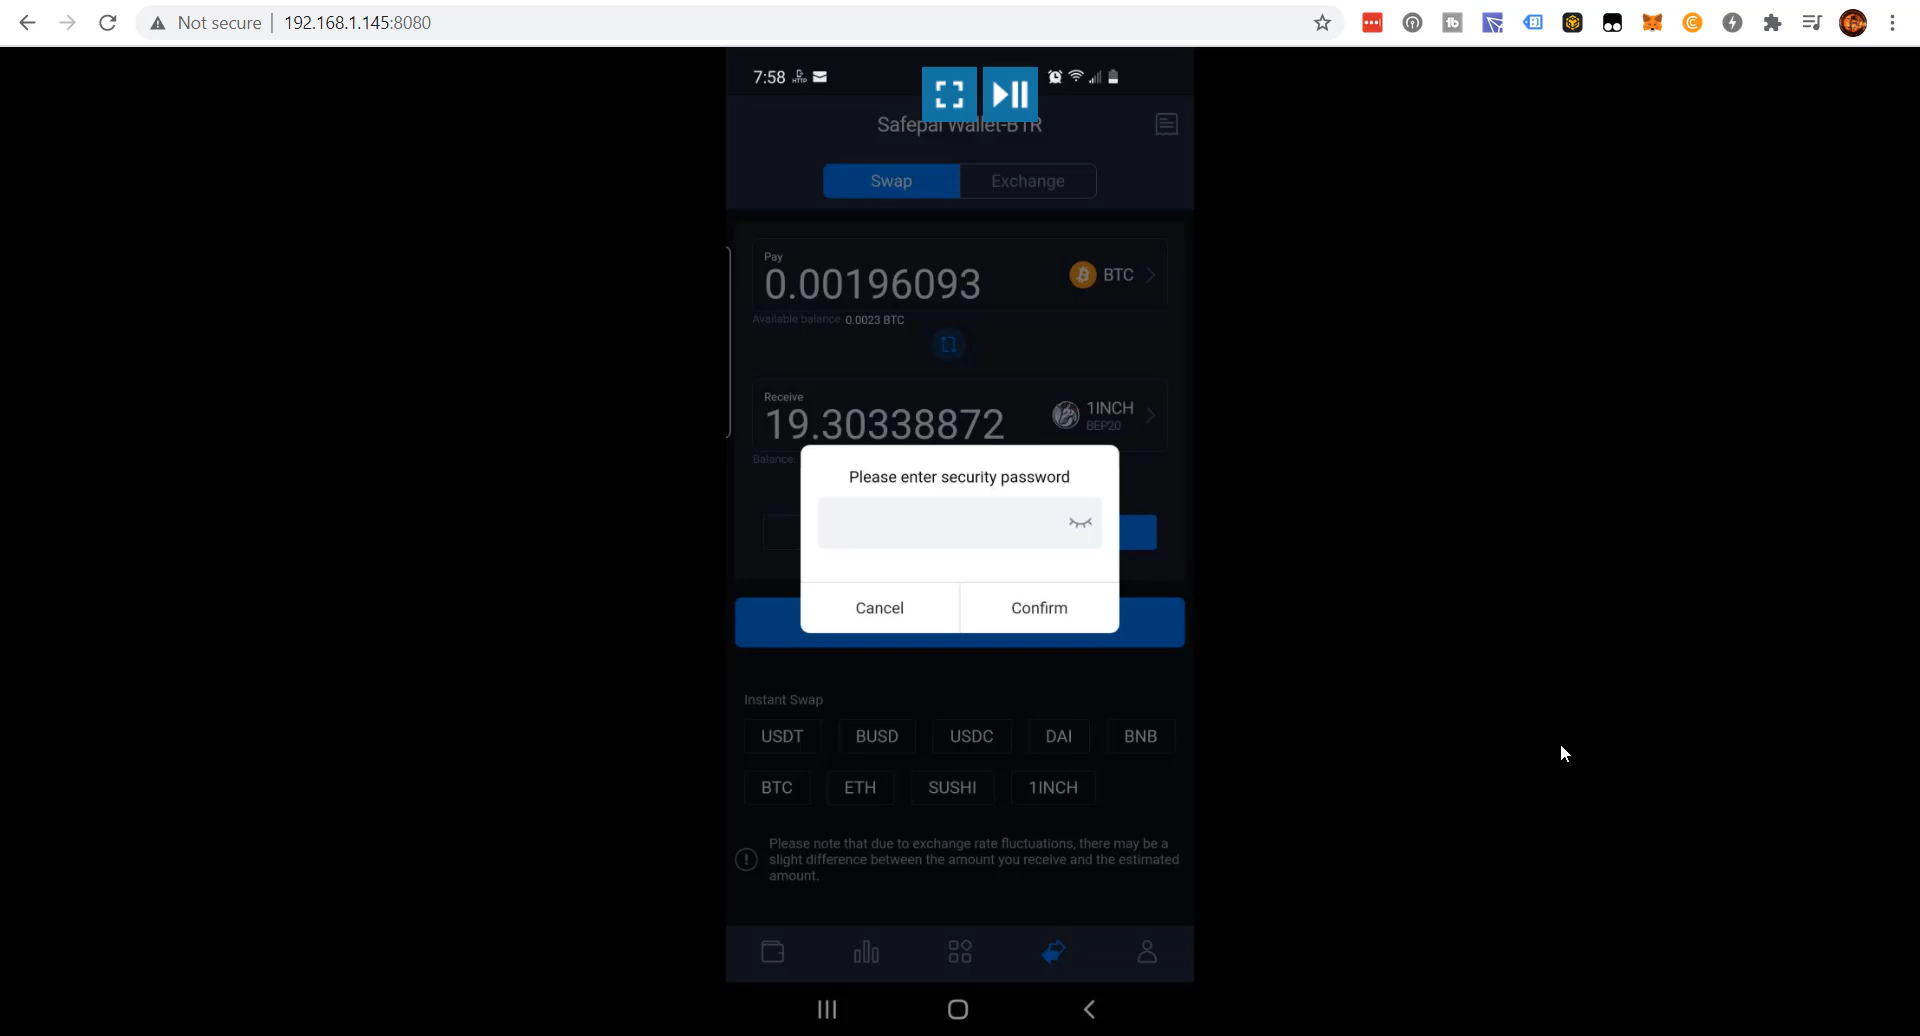 Not secure
192.168.1.145:8080
7:58
Safepal Wallet-BTR
Swap
Exchange
Pay
0.00196093
BTC
Available balance 0.0023 BTC
Receive
19.30338872
1INCH
BEP20
Balance
Please enter security password
Cancel
Confirm
Instant Swap
USDT BUSD USDC DAI BNB
BTC ETH SUSHI 1INCH
Please note that due to exchange rate fluctuations, there may be a
slight difference between the amount you receive and the estimated
amount.